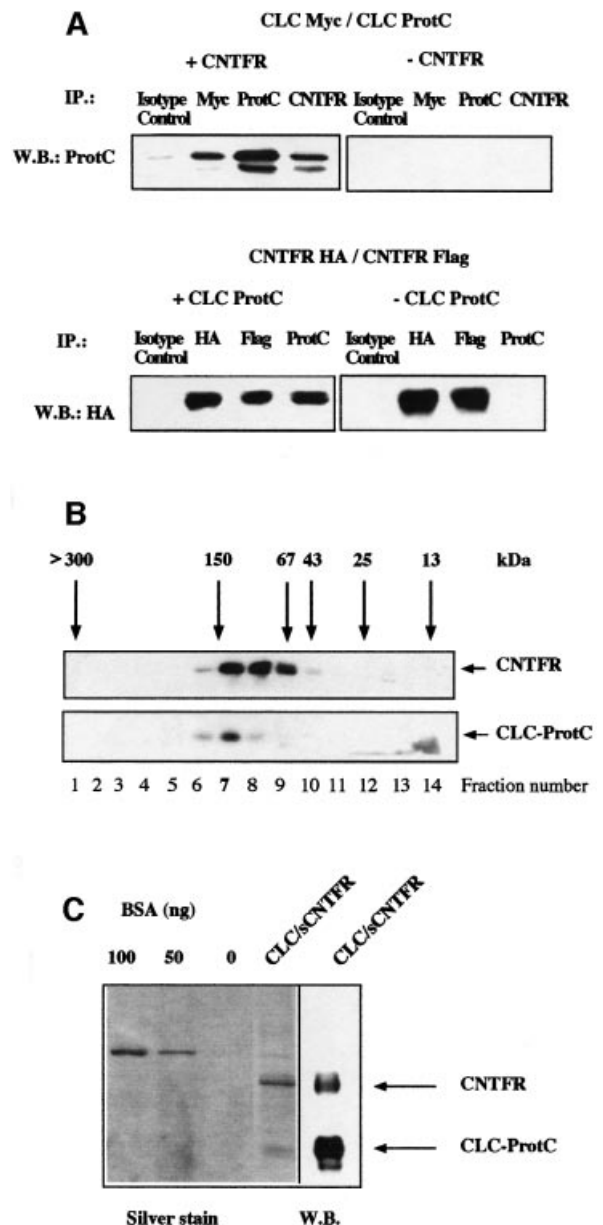 A
CLC Myc / CLC ProtC
+ CNTFR - CNTFR
IP.: Isotype Control Myc ProtC CNTFR Isotype Control Myc ProtC CNTFR
W.B.: ProtC
CNTFR HA / CNTFR Flag
+ CLC ProtC - CLC ProtC
IP.: Isotype Control HA Flag ProtC Isotype Control HA Flag ProtC
W.B.: HA
B
>300 150 67 43 25 13 kDa
CNTFR
CLC-ProtC
1 2 3 4 5 6 7 8 9 10 11 12 13 14 Fraction number
C
BSA (ng)
CLC/sCNTFR CLC/sCNTFR
100 50 0
CNTFR
CLC-ProtC
Silver stain W.B.